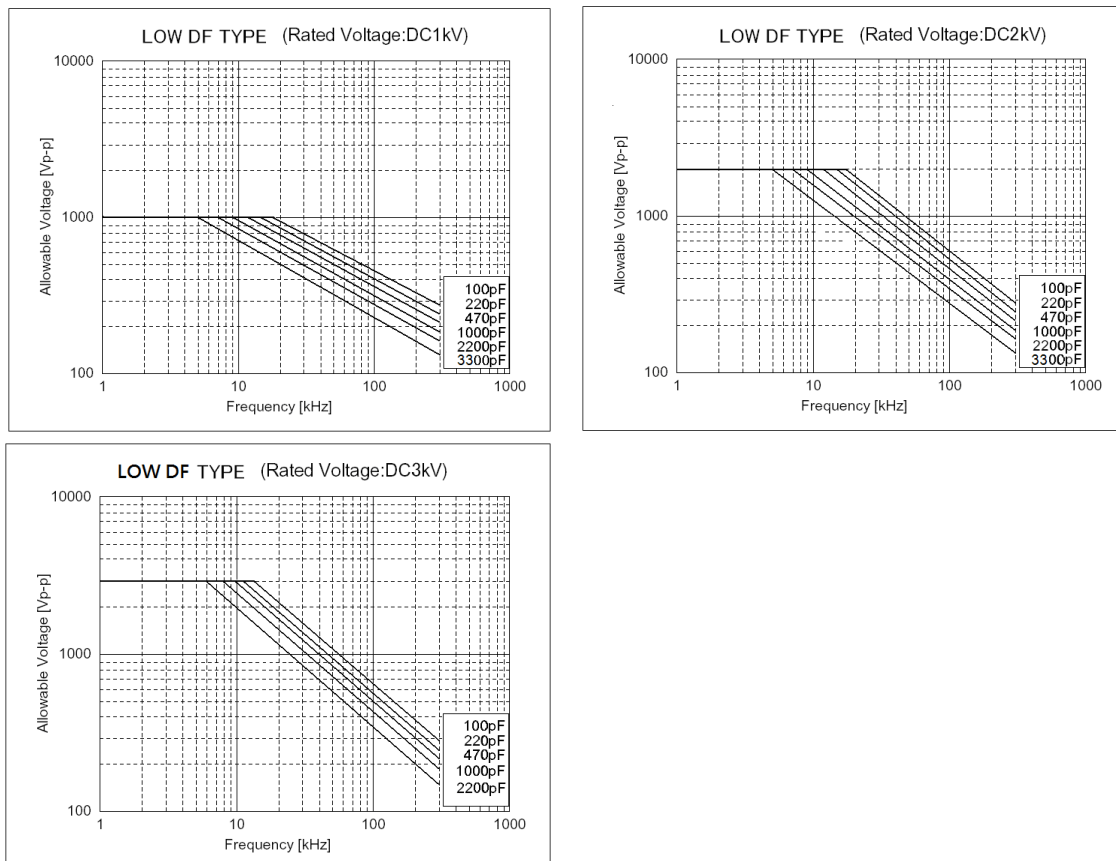 LOW DF TYPE (Rated Voltage:DC1kV)
Allowable Voltage [Vp-p]
10000
1000
100
100pF
220pF
470pF
1000pF
2200pF
3300pF
1 10 100 1000
Frequency [kHz]
LOW DF TYPE (Rated Voltage:DC2kV)
Allowable Voltage [Vp-p]
10000
1000
100
100pF
220pF
470pF
1000pF
2200pF
3300pF
1 10 100 1000
Frequency [kHz]
LOW DF TYPE (Rated Voltage:DC3kV)
Allowable Voltage [Vp-p]
10000
1000
100
100pF
220pF
470pF
1000pF
2200pF
1 10 100 1000
Frequency [kHz]